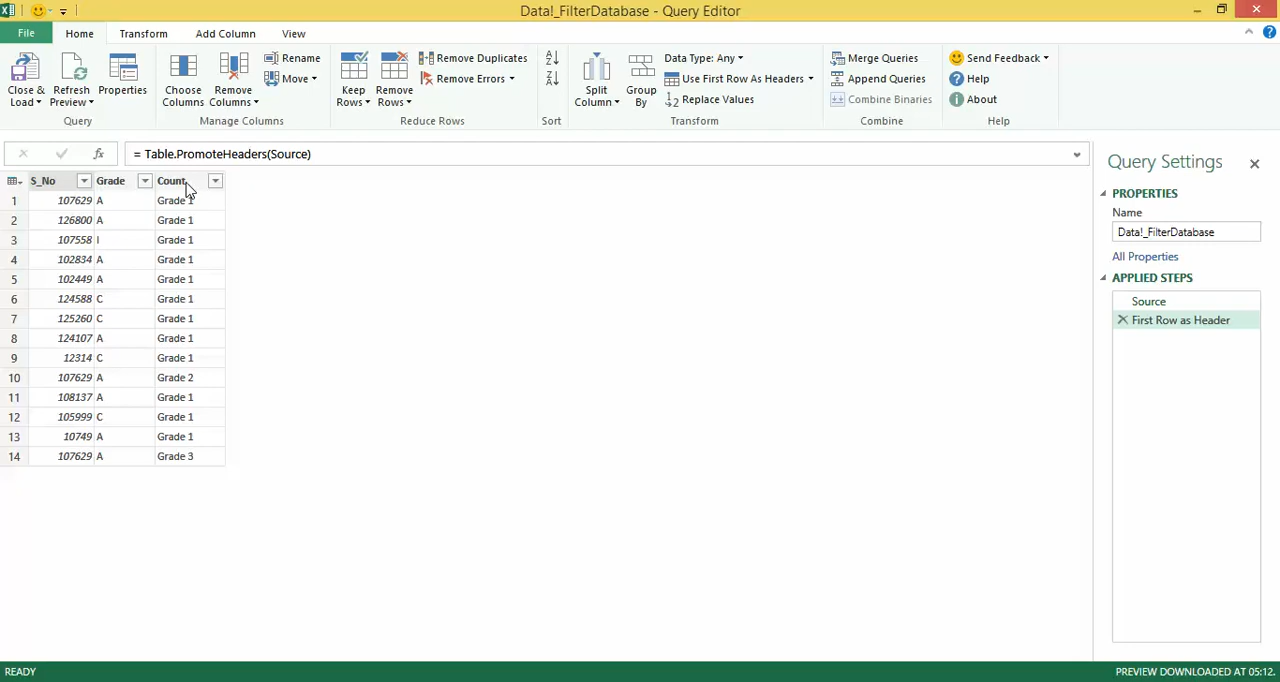 Data!_FilterDatabase - Query Editor
File Home Transform Add Column View
Close & Load Refresh Preview Properties
Query
Choose Columns Remove Columns Rename Move
Manage Columns
Keep Rows Remove Rows Remove Duplicates Remove Errors
Reduce Rows
Sort
Split Column Group By Data Type: Any Use First Row As Headers Replace Values
Transform
Merge Queries Append Queries Combine Binaries
Combine
Send Feedback Help About
Help
= Table.PromoteHeaders(Source)
S_No Grade Count
1 107629 A Grade 1
2 126800 A Grade 1
3 107558 I Grade 1
4 102834 A Grade 1
5 102449 A Grade 1
6 124588 C Grade 1
7 125260 C Grade 1
8 124107 A Grade 1
9 12314 C Grade 1
10 107629 A Grade 2
11 108137 A Grade 1
12 105999 C Grade 1
13 10749 A Grade 1
14 107629 A Grade 3
Query Settings
PROPERTIES
Name
Data!_FilterDatabase
All Properties
APPLIED STEPS
Source
First Row as Header
READY
PREVIEW DOWNLOADED AT 05:12.